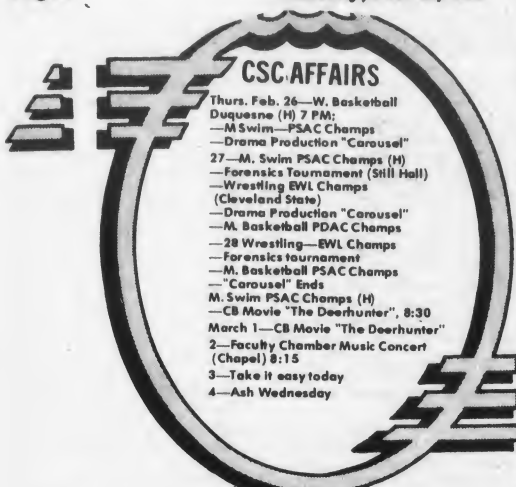 CSC AFFAIRS
Thurs. Feb. 26—W. Basketball
Duquesne (H) 7 PM;
—M Swim—PSAC Champs
—Drama Production "Carousel"
27—M. Swim PSAC Champs (H)
—Forensics Tournament (Still Hall)
—Wrestling EWL Champs
(Cleveland State)
—Drama Production "Carousel"
—M. Basketball PDAC Champs
—28 Wrestling—EWL Champs
—Forensics tournament
—M. Basketball PSAC Champs
—"Carousel" Ends
M. Swim PSAC Champs (H)
—CB Movie "The Deerhunter", 8:30
March 1—CB Movie "The Deerhunter"
2—Faculty Chamber Music Concert
(Chapel) 8:15
3—Take it easy today
4—Ash Wednesday